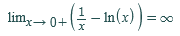 lim_{x→ 0+} (1/x − ln(x)) = ∞